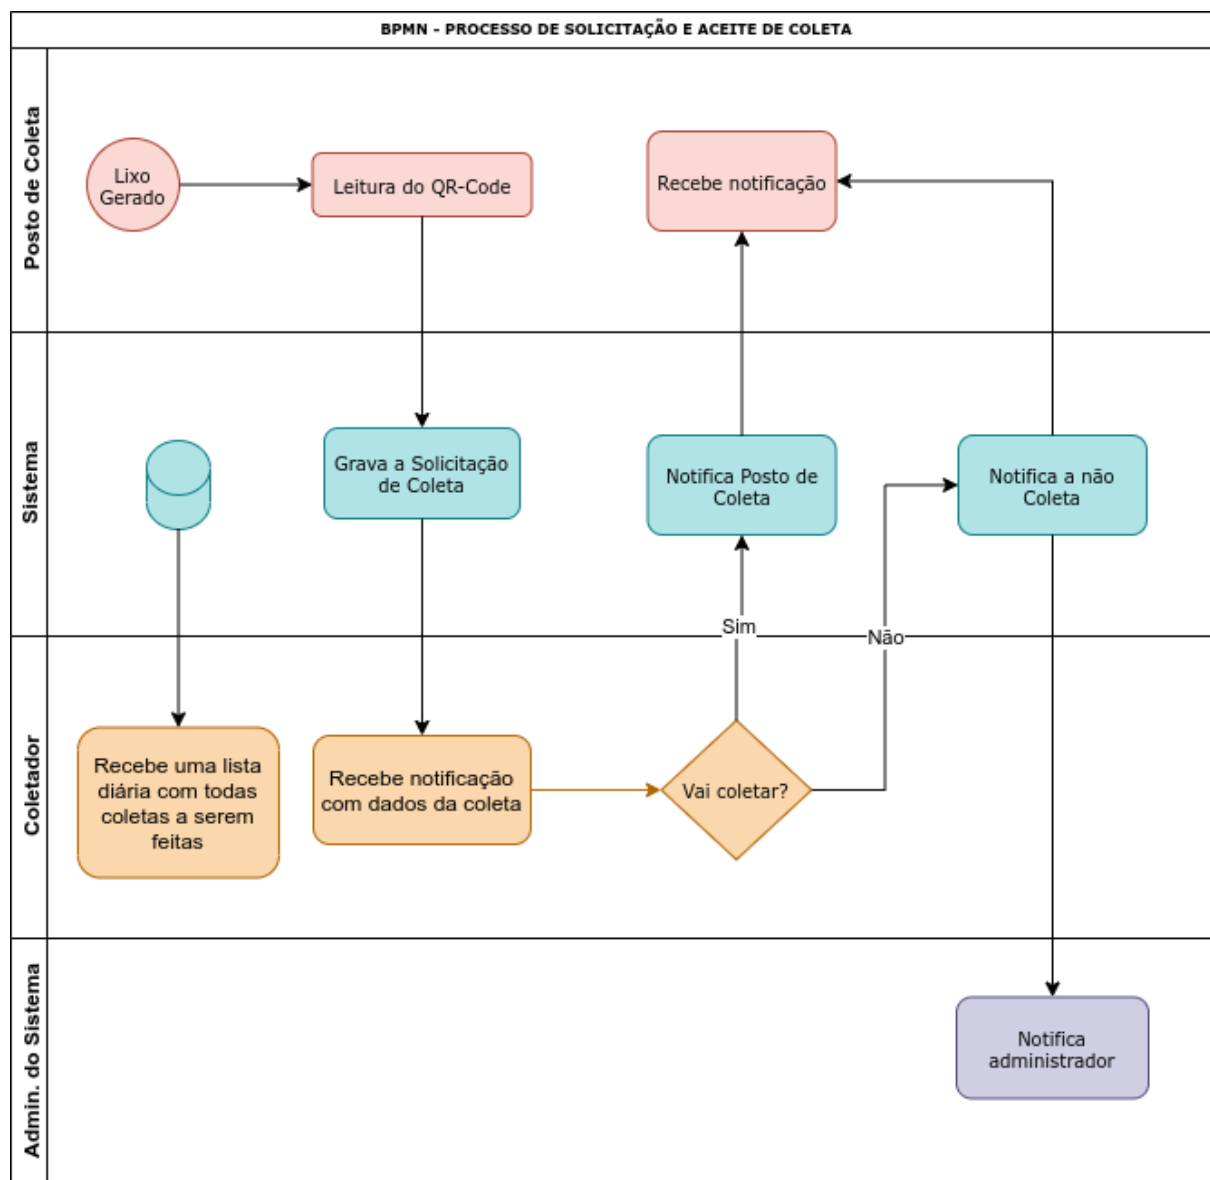 BPMN - PROCESSO DE SOLICITAÇÃO E ACEITE DE COLETA
Posto de Coleta
Lixo
Gerado
Leitura do QR-Code
Recebe notificação
Sistema
Grava a Solicitação
de Coleta
Notifica Posto de
Coleta
Notifica a não
Coleta
Sim
Não
Coletador
Recebe uma lista
diária com todas
coletas a serem
feitas
Recebe notificação
com dados da coleta
Vai coletar?
Admin. do Sistema
Notifica
administrador